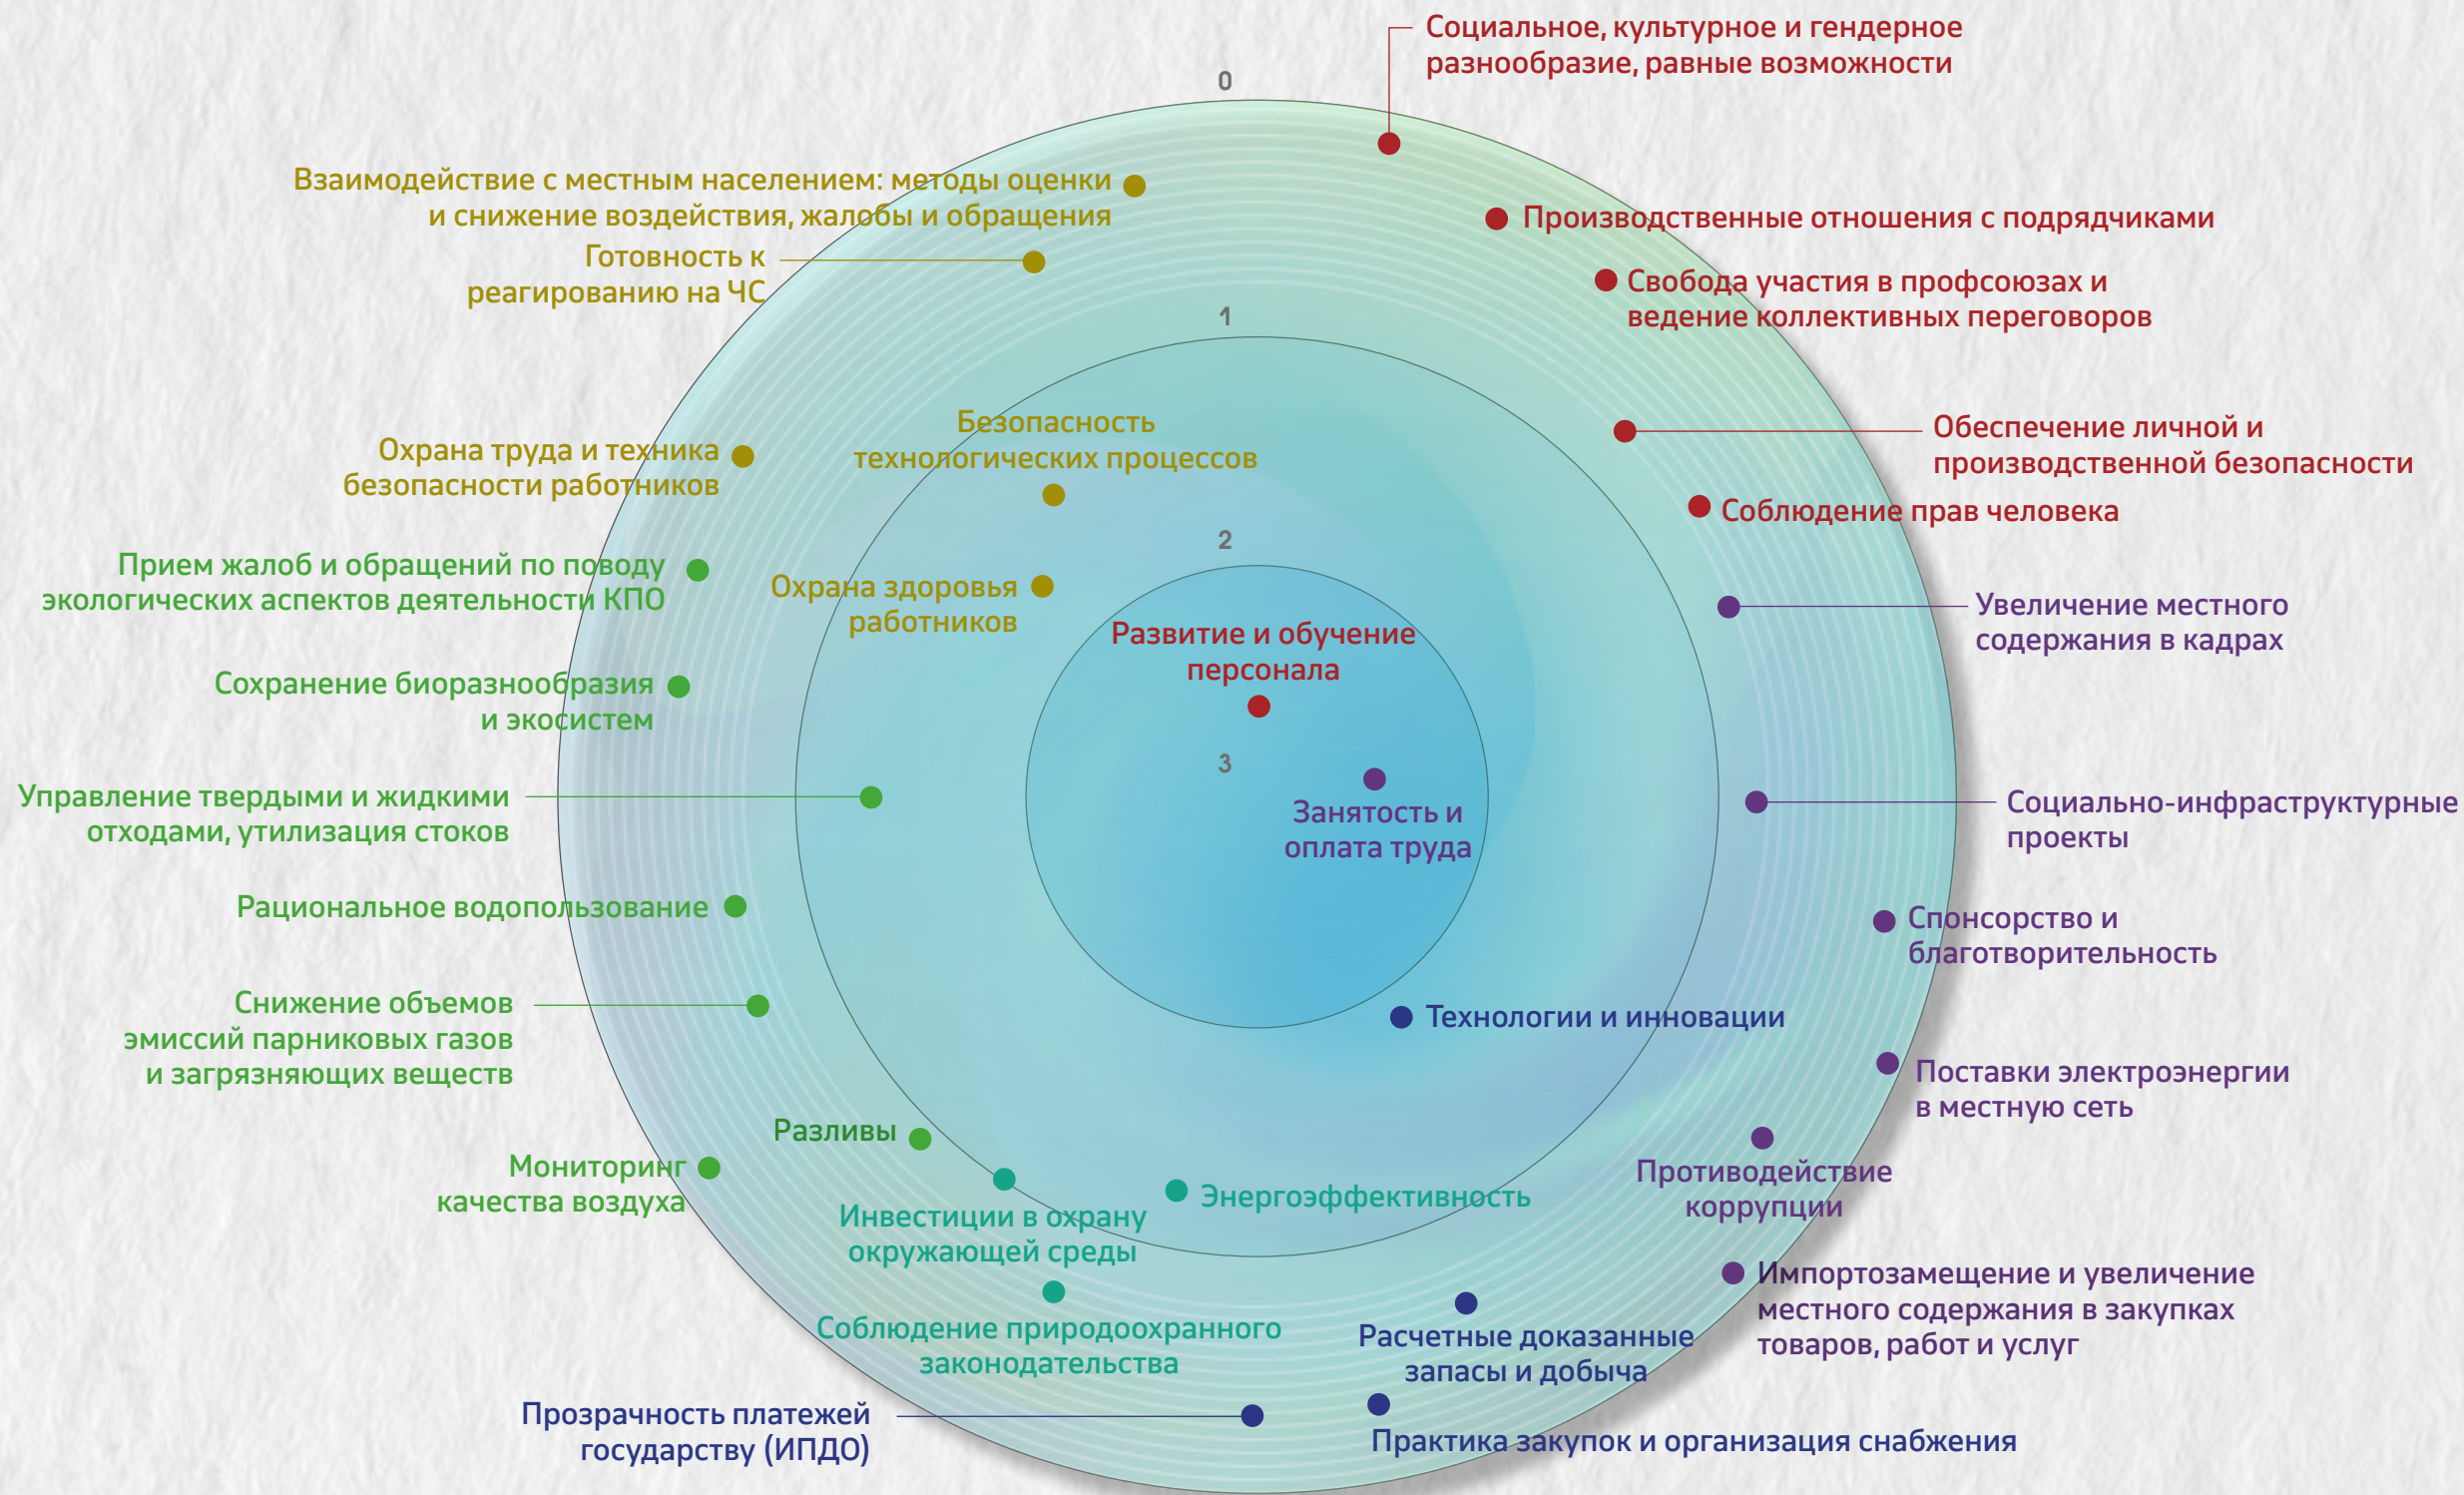 Социальное, культурное и гендерное
разнообразие, равные возможности
0
Взаимодействие с местным населением: методы оценки
и снижение воздействия, жалобы и обращения
Производственные отношения с подрядчиками
Готовность к
реагированию на ЧС
Свобода участия в профсоюзах и
ведение коллективных переговоров
1
Безопасность
технологических процессов
Обеспечение личной и
производственной безопасности
Охрана труда и техника
безопасности работников
Соблюдение прав человека
2
Прием жалоб и обращений по поводу
экологических аспектов деятельности КПО
Охрана здоровья
работников
Увеличение местного
содержания в кадрах
Развитие и обучение
персонала
Сохранение биоразнообразия
и экосистем
3
Управление твердыми и жидкими
отходами, утилизация стоков
Занятость и
оплата труда
Социально-инфраструктурные
проекты
Рациональное водопользование
Спонсорство и
благотворительность
Снижение объемов
эмиссий парниковых газов
и загрязняющих веществ
Технологии и инновации
Поставки электроэнергии
в местную сеть
Разливы
Мониторинг
качества воздуха
Противодействие
коррупции
Энергоэффективность
Инвестиции в охрану
окружающей среды
Импортозамещение и увеличение
местного содержания в закупках
товаров, работ и услуг
Соблюдение природоохранного
законодательства
Расчетные доказанные
запасы и добыча
Прозрачность платежей
государству (ИПДО)
Практика закупок и организация снабжения